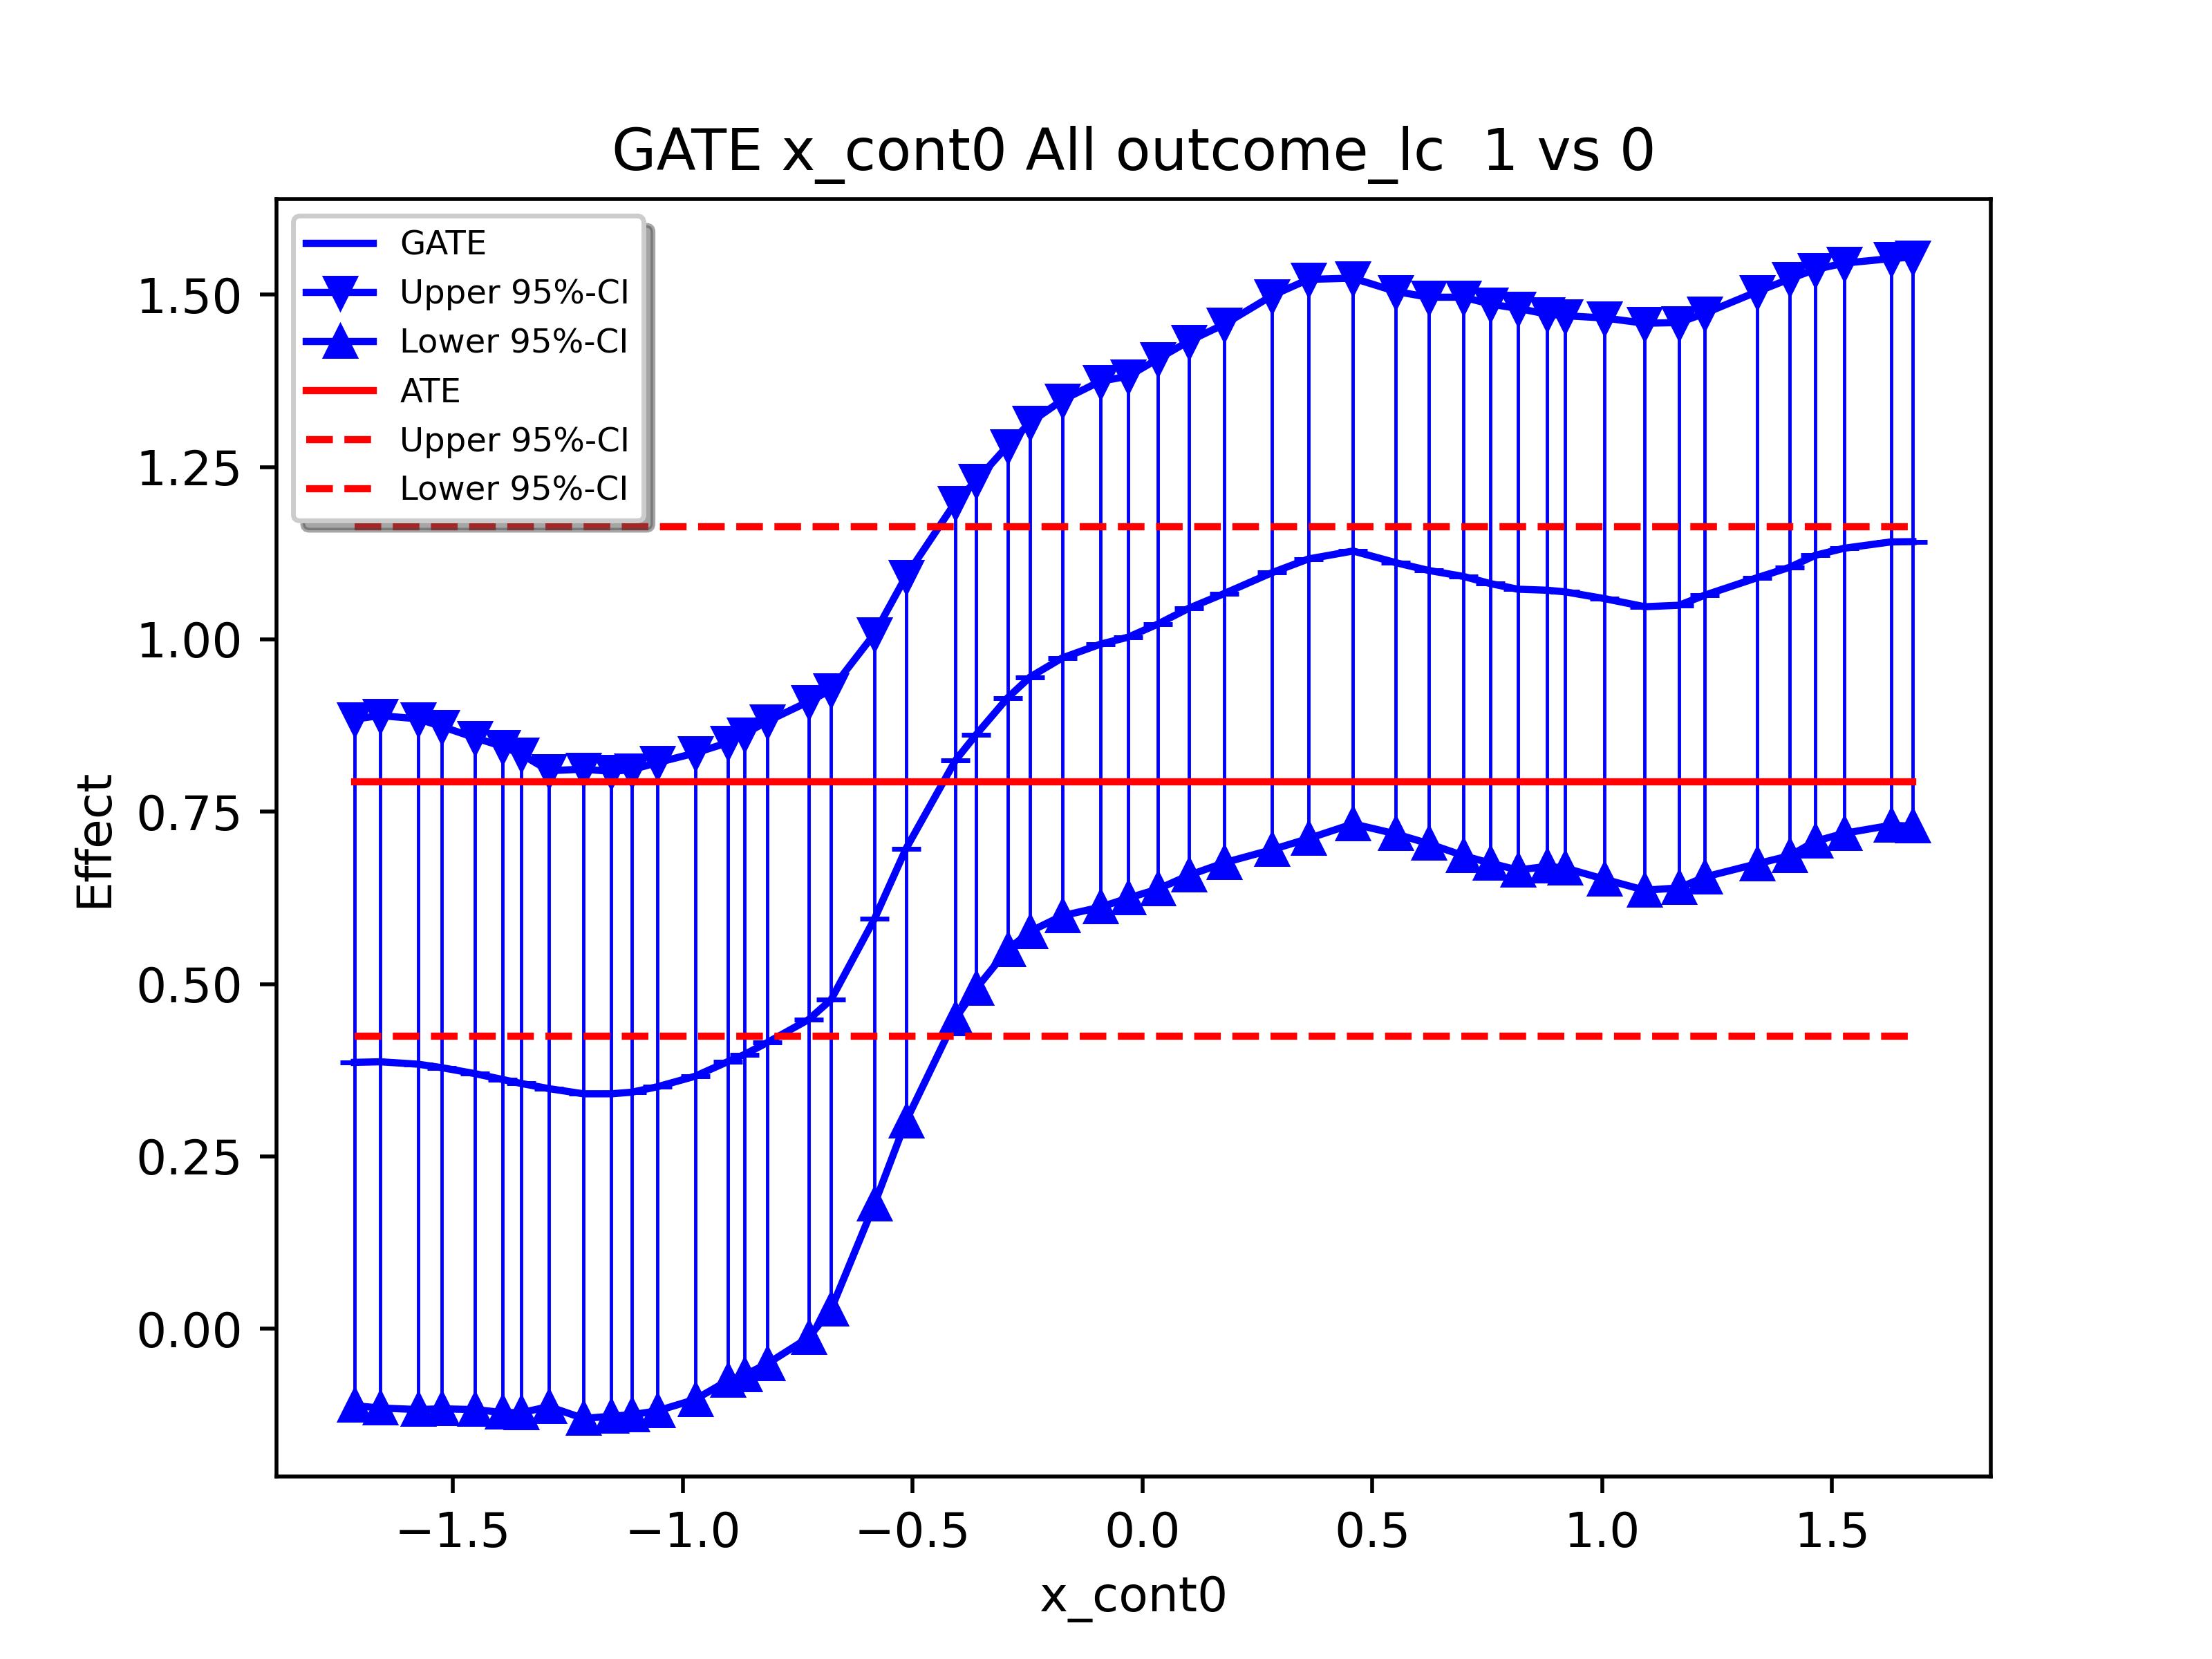 GATE x_cont0 All outcome_lc  1 vs 0
GATE
Upper 95%-CI
Lower 95%-CI
ATE
Upper 95%-CI
Lower 95%-CI
1.50
1.25
1.00
0.75
0.50
0.25
0.00
Effect
−1.5 −1.0 −0.5 0.0 0.5 1.0 1.5
x_cont0